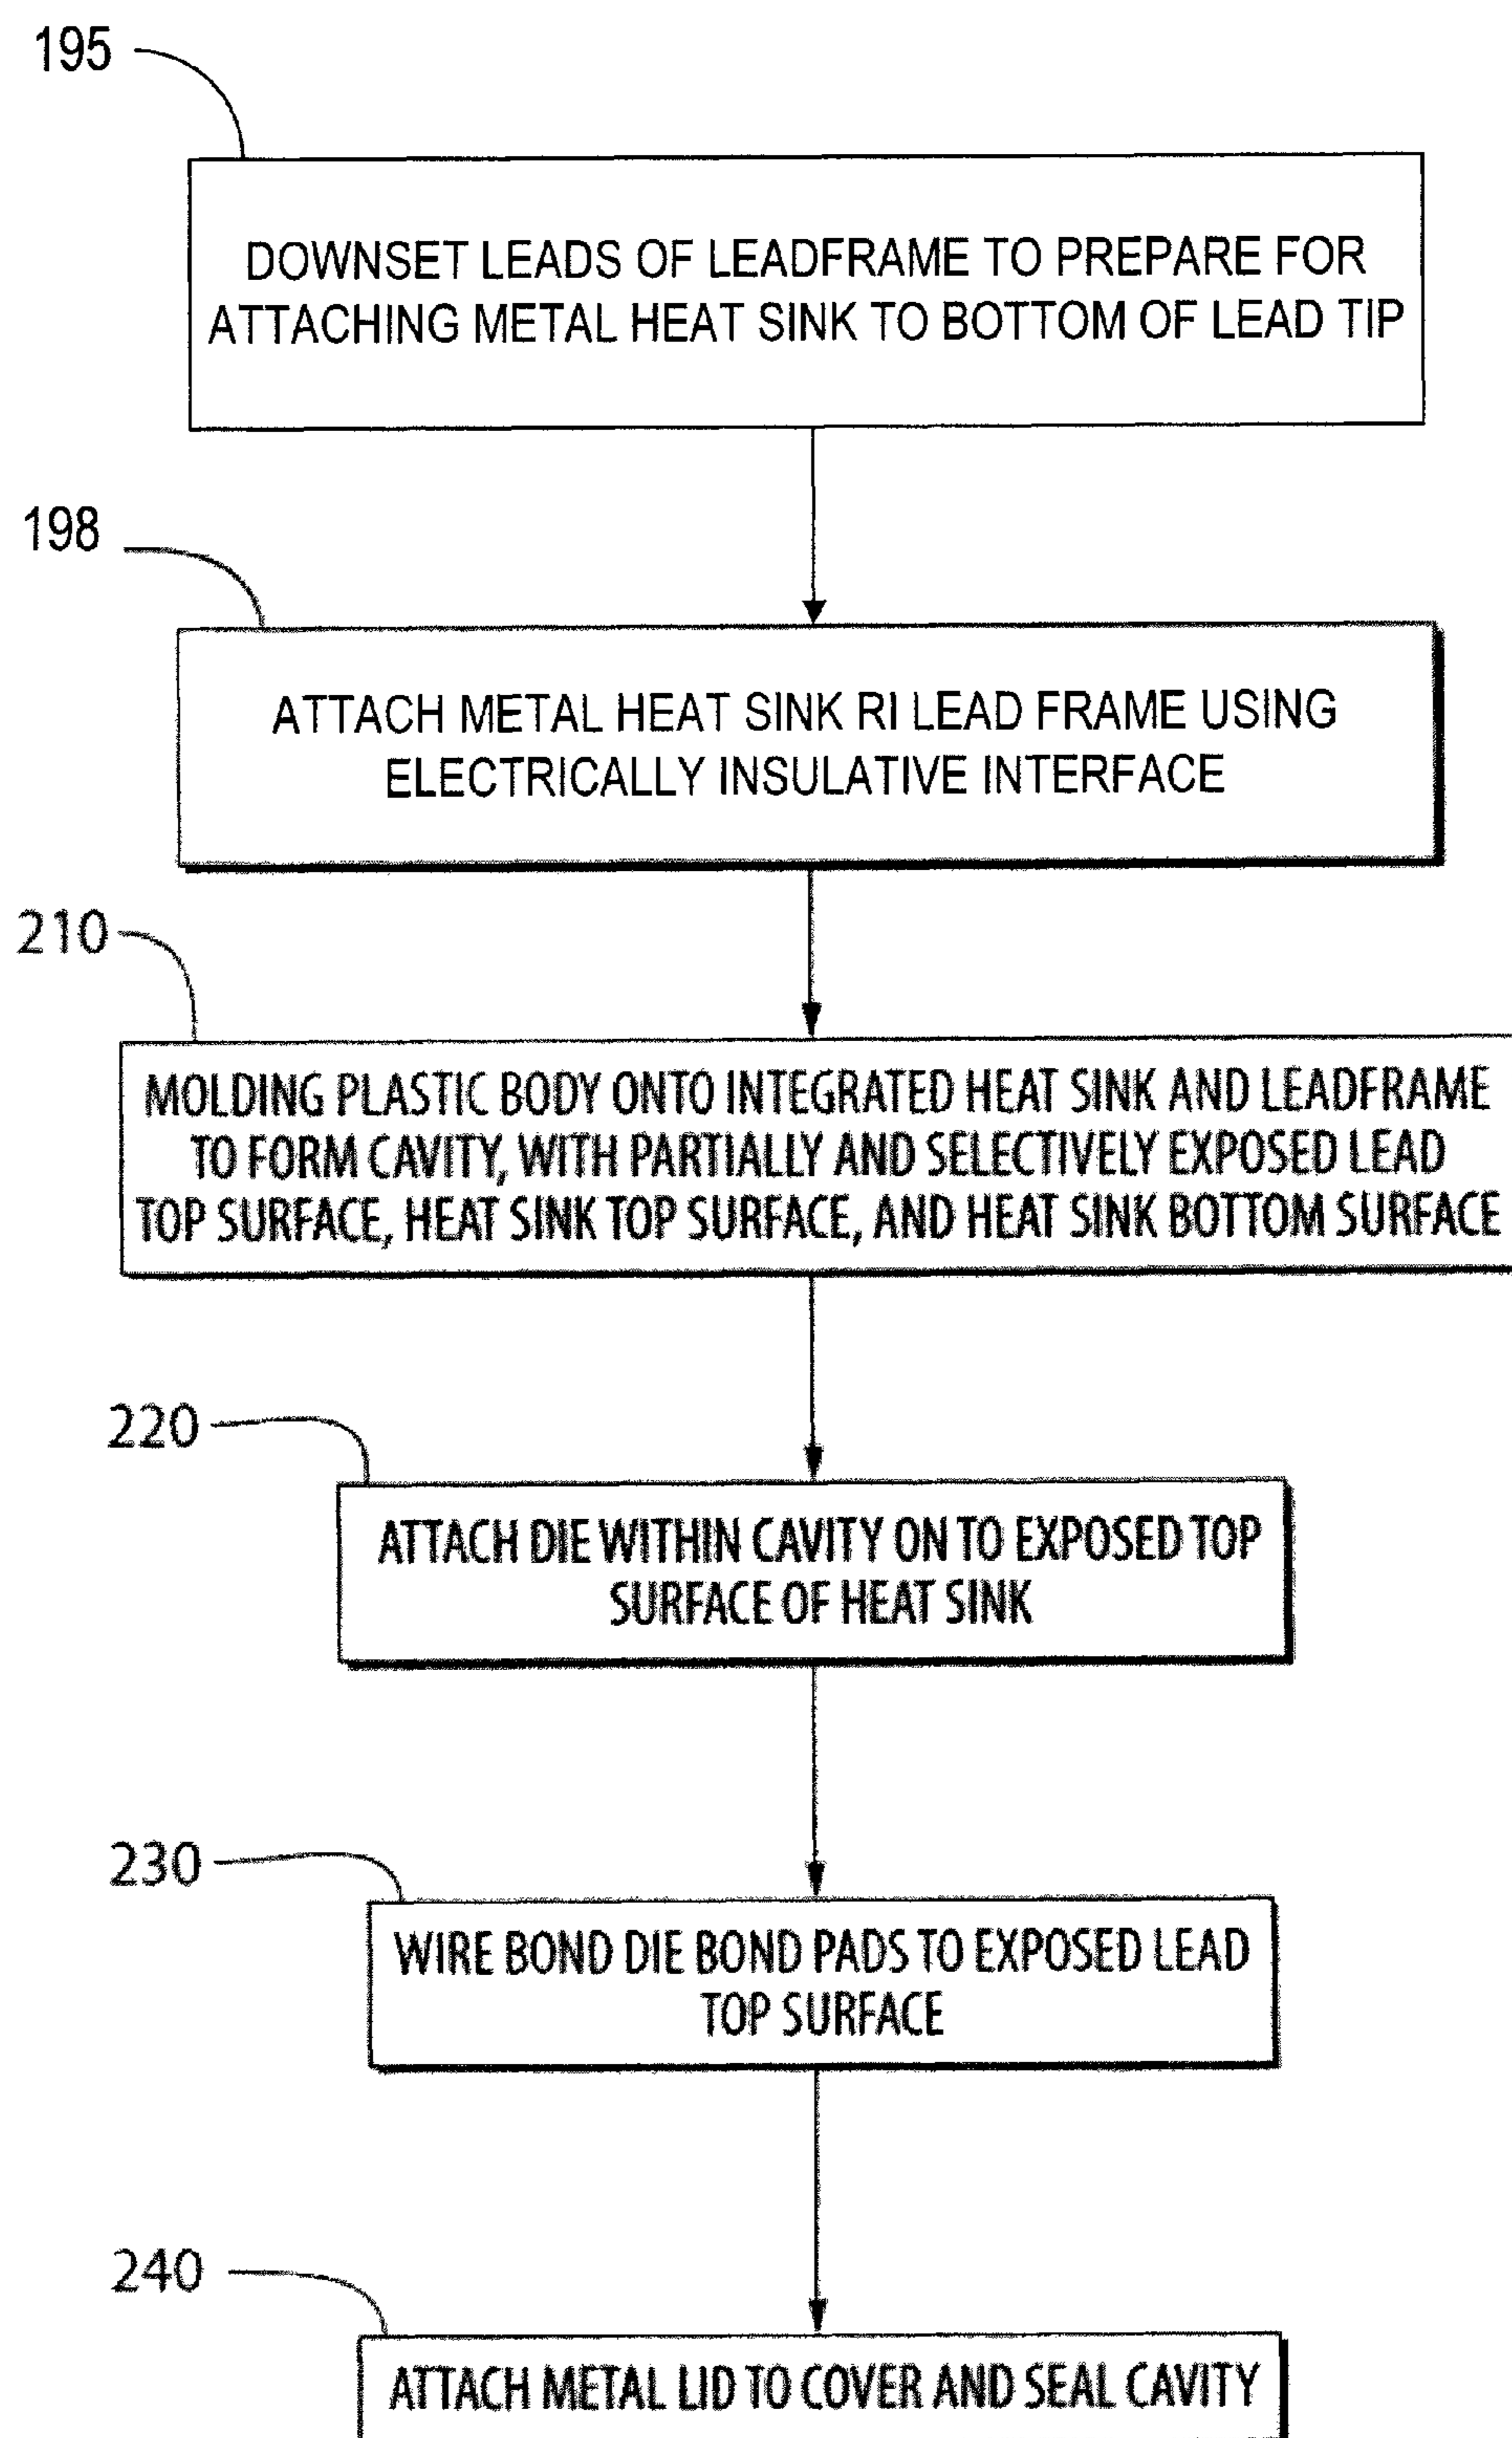 195
DOWNSET LEADS OF LEADFRAME TO PREPARE FOR
ATTACHING METAL HEAT SINK TO BOTTOM OF LEAD TIP
198
ATTACH METAL HEAT SINK RI LEAD FRAME USING
ELECTRICALLY INSULATIVE INTERFACE
210
MOLDING PLASTIC BODY ONTO INTEGRATED HEAT SINK AND LEADFRAME
TO FORM CAVITY, WITH PARTIALLY AND SELECTIVELY EXPOSED LEAD
TOP SURFACE, HEAT SINK TOP SURFACE, AND HEAT SINK BOTTOM SURFACE
220
ATTACH DIE WITHIN CAVITY ON TO EXPOSED TOP
SURFACE OF HEAT SINK
230
WIRE BOND DIE BOND PADS TO EXPOSED LEAD
TOP SURFACE
240
ATTACH METAL LID TO COVER AND SEAL CAVITY